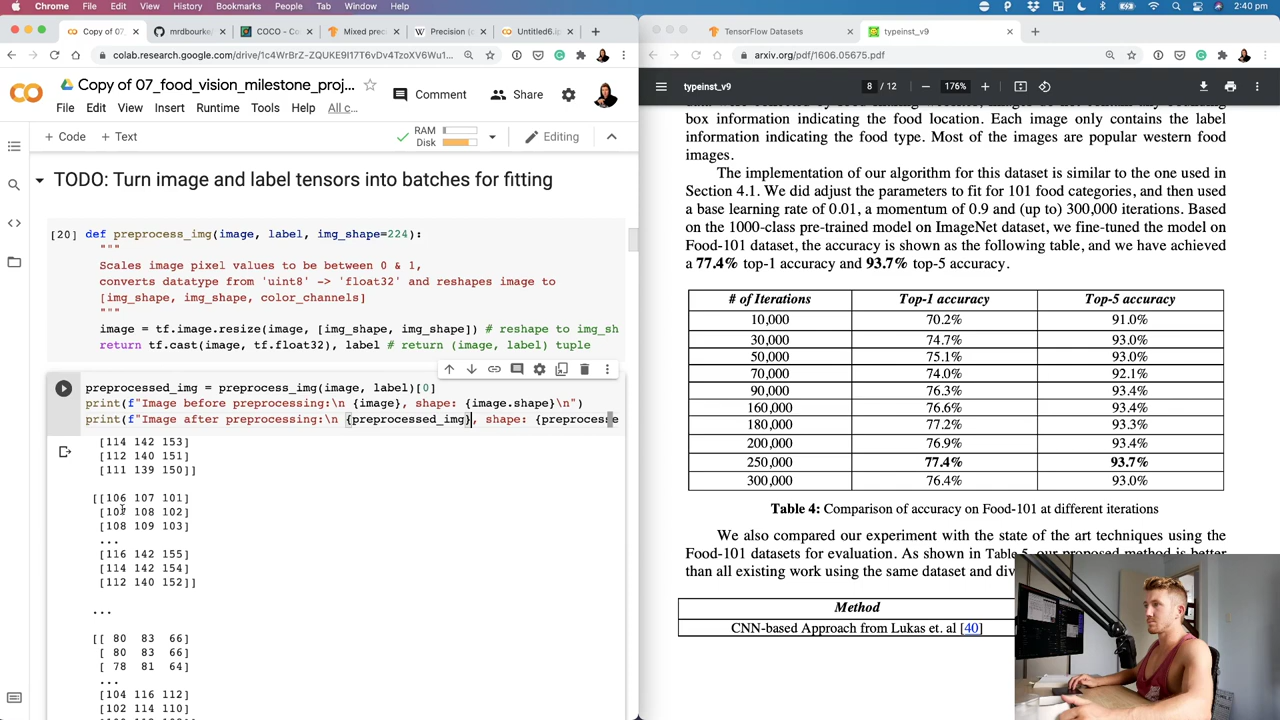 Chrome File Edit View History Bookmarks People Tab Window Help
2:40 pm
Copy of 07_
mrdbourke/
COCO - Co
Mixed prec
Precision (c
Untitled6.ip
colab.research.google.com/drive/1c4WrBrZ-ZQUKE9I17T6vDv4TzoXV6Wu1...
Copy of 07_food_vision_milestone_proj...
File Edit View Insert Runtime Tools Help All c...
Comment
Share
+ Code + Text
RAM
Disk
Editing
TODO: Turn image and label tensors into batches for fitting
[20] def preprocess_img(image, label, img_shape=224):
"""
Scales image pixel values to be between 0 & 1,
converts datatype from 'uint8' -> 'float32' and reshapes image to
[img_shape, img_shape, color_channels]
"""
image = tf.image.resize(image, [img_shape, img_shape]) # reshape to img_sh
return tf.cast(image, tf.float32), label # return (image, label) tuple
preprocessed_img = preprocess_img(image, label)[0]
print(f"Image before preprocessing:\n {image}, shape: {image.shape}\n")
print(f"Image after preprocessing:\n {preprocessed_img}, shape: {preprocesse
[114 142 153]
[112 140 151]
[111 139 150]]
[[106 107 101]
[107 108 102]
[108 109 103]
...
[116 142 155]
[114 142 154]
[112 140 152]]
...
[[ 80 83 66]
[ 80 83 66]
[ 78 81 64]
...
[104 116 112]
[102 114 110]
TensorFlow Datasets
typeinst_v9
arxiv.org/pdf/1606.05675.pdf
typeinst_v9
8 / 12
176%
box information indicating the food location. Each image only contains the label
information indicating the food type. Most of the images are popular western food
images.
The implementation of our algorithm for this dataset is similar to the one used in
Section 4.1. We did adjust the parameters to fit for 101 food categories, and then used
a base learning rate of 0.01, a momentum of 0.9 and (up to) 300,000 iterations. Based
on the 1000-class pre-trained model on ImageNet dataset, we fine-tuned the model on
Food-101 dataset, the accuracy is shown as the following table, and we have achieved
a 77.4% top-1 accuracy and 93.7% top-5 accuracy.
# of Iterations Top-1 accuracy Top-5 accuracy
10,000 70.2% 91.0%
30,000 74.7% 93.0%
50,000 75.1% 93.0%
70,000 74.0% 92.1%
90,000 76.3% 93.4%
160,000 76.6% 93.4%
180,000 77.2% 93.3%
200,000 76.9% 93.4%
250,000 77.4% 93.7%
300,000 76.4% 93.0%
Table 4: Comparison of accuracy on Food-101 at different iterations
We also compared our experiment with the state of the art techniques using the
Food-101 datasets for evaluation. As shown in Table 5, our proposed method is better
than all existing work using the same dataset and div
Method
CNN-based Approach from Lukas et. al [40]